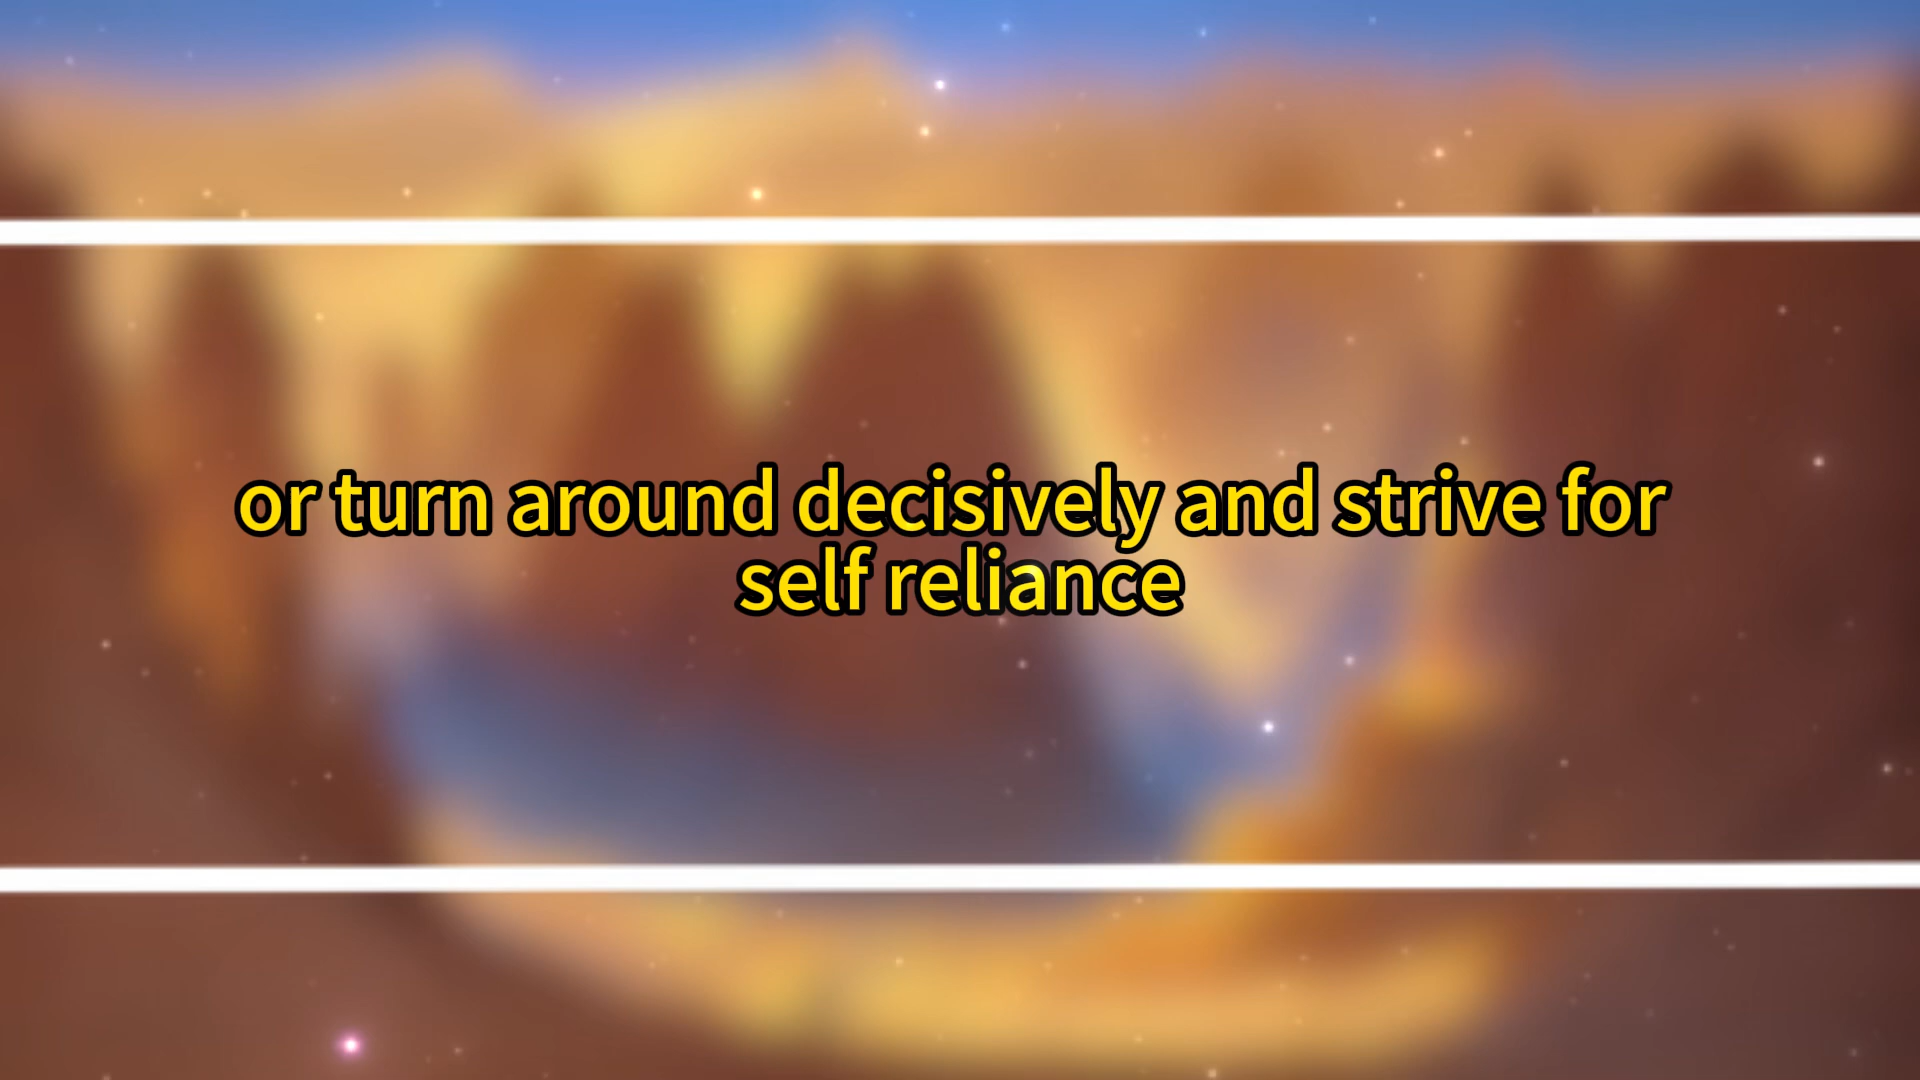 or turn around decisively and strive for
self reliance